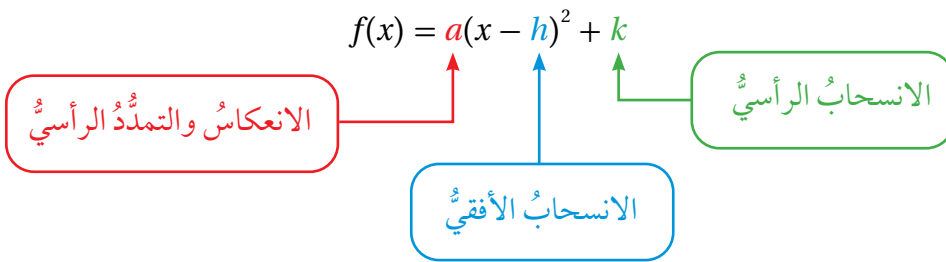 f(x) = a(x − h)² + k
الانسحابُ الرأسيُّ
الانعكاسُ والتمدُّدُ الرأسيُّ
الانسحابُ الأفقيُّ